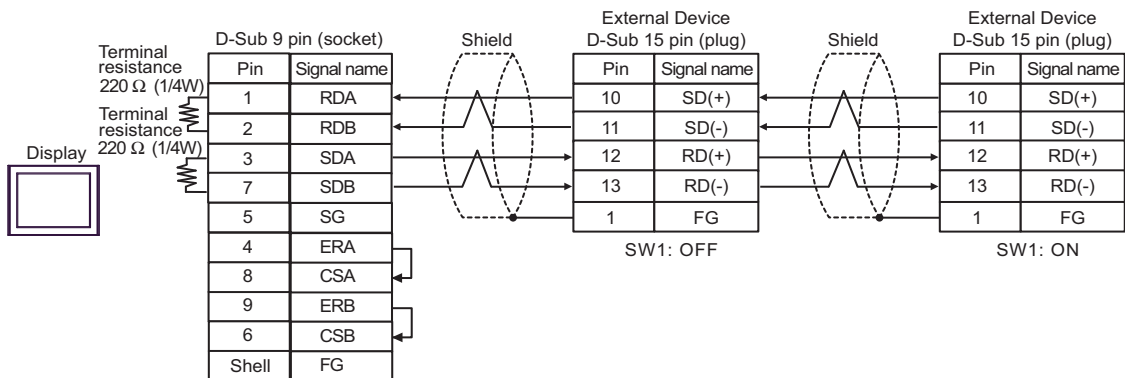 External Device
External Device
D-Sub 9 pin (socket)
Shield
D-Sub 15 pin (plug)
Shield
D-Sub 15 pin (plug)
Terminal
resistance
220 Ω (1/4W)
Terminal
resistance
220 Ω (1/4W)
Display
Pin Signal name
1 RDA
2 RDB
3 SDA
7 SDB
5 SG
4 ERA
8 CSA
9 ERB
6 CSB
Shell FG
Pin Signal name
10 SD(+)
11 SD(-)
12 RD(+)
13 RD(-)
1 FG
SW1: OFF
Pin Signal name
10 SD(+)
11 SD(-)
12 RD(+)
13 RD(-)
1 FG
SW1: ON